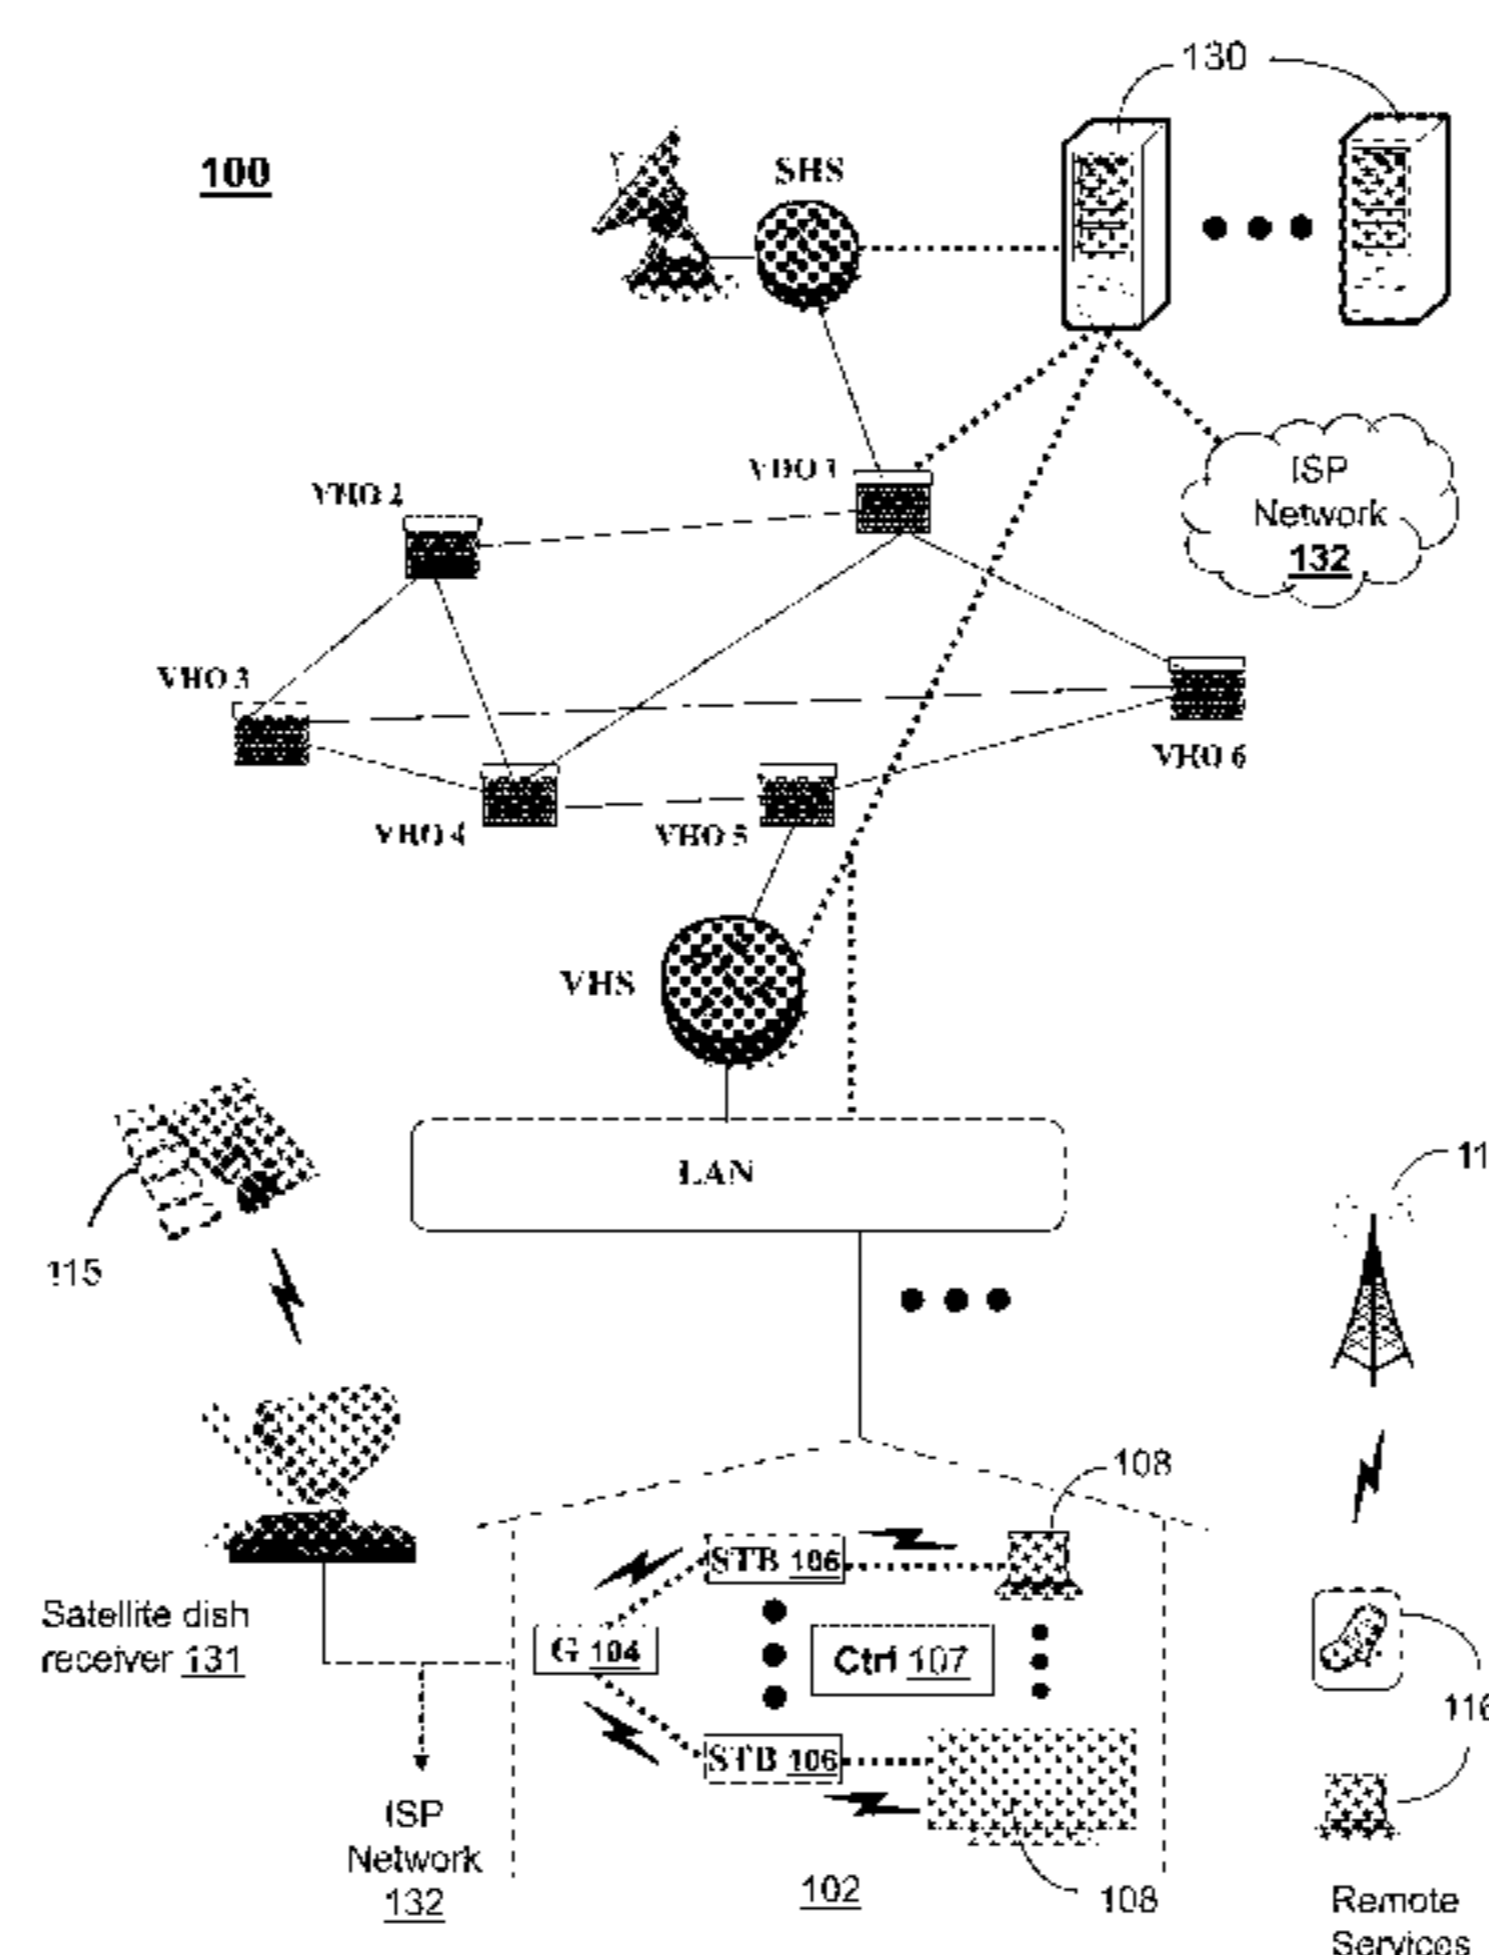 130
100
SHS
VHO 1
ISP
Network
132
VHO 2
VHO 3
VHO 6
VHO 4
VHO 5
VHS
LAN
11
115
108
STB 106
Satellite dish
receiver 131
G 104
Ctrl 107
116
STB 106
ISP
Network
132
102
108
Remote
Services